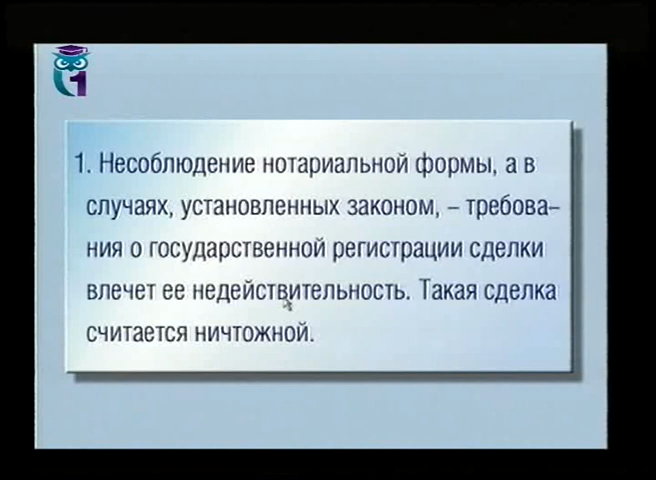 1
1. Несоблюдение нотариальной формы, а в
случаях, установленных законом, – требова–
ния о государственной регистрации сделки
влечет ее недействительность. Такая сделка
считается ничтожной.